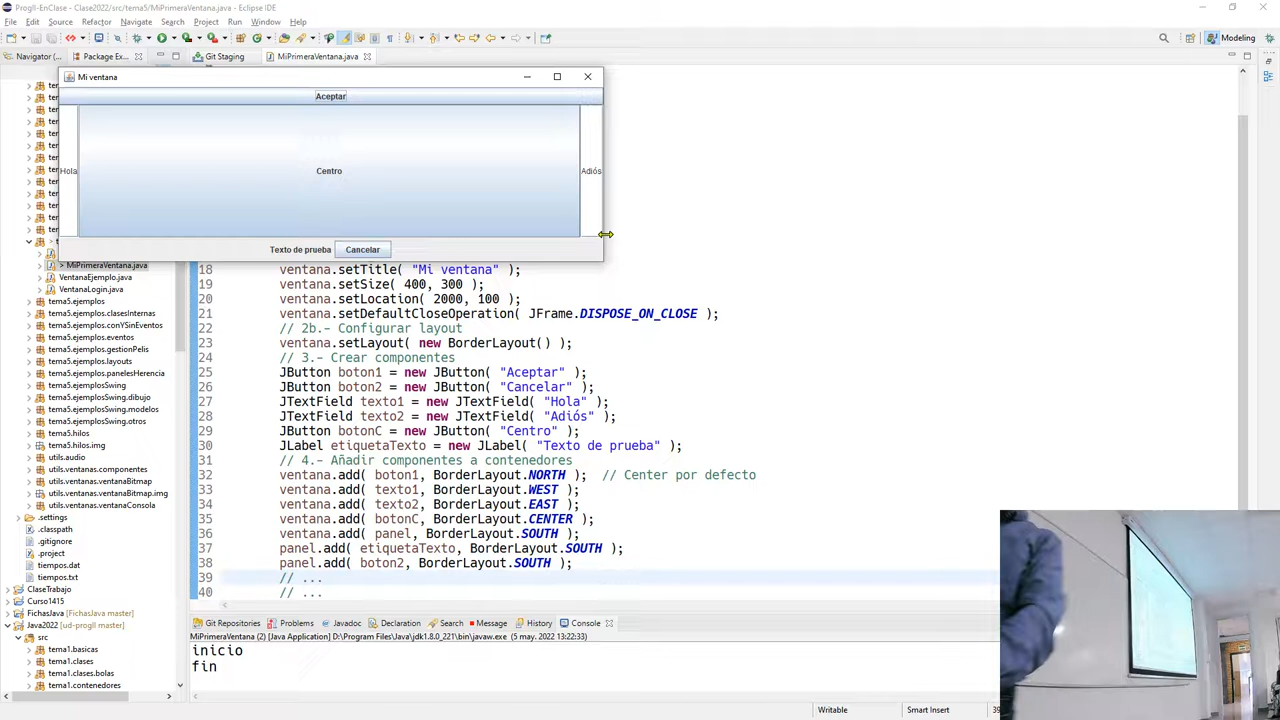 ProgII-EnClase - Clase2022/src/tema5/MiPrimeraVentana.java - Eclipse IDE
File Edit Source Refactor Navigate Search Project Run Window Help
Modeling
Navigator (...
Package Ex...
Git Staging
MiPrimeraVentana.java
Mi ventana
Aceptar
Hola
Centro
Adiós
Texto de prueba
Cancelar
> MiPrimeraVentana.java
VentanaEjemplo.java
VentanaLogin.java
tema5.ejemplos
tema5.ejemplos.clasesInternas
tema5.ejemplos.conYSinEventos
tema5.ejemplos.eventos
tema5.ejemplos.gestionPelis
tema5.ejemplos.layouts
tema5.ejemplos.panelesHerencia
tema5.ejemplosSwing
tema5.ejemplosSwing.dibujo
tema5.ejemplosSwing.modelos
tema5.ejemplosSwing.otros
tema5.hilos
tema5.hilos.img
utils.audio
utils.ventanas.componentes
utils.ventanas.ventanaBitmap
utils.ventanas.ventanaBitmap.img
utils.ventanas.ventanaConsola
.settings
.classpath
.gitignore
.project
tiempos.dat
tiempos.txt
ClaseTrabajo
Curso1415
FichasJava [FichasJava master]
Java2022 [ud-progII master]
src
tema1.basicas
tema1.clases
tema1.clases.bolas
tema1.contenedores
18 ventana.setTitle( "Mi ventana" );
19 ventana.setSize( 400, 300 );
20 ventana.setLocation( 2000, 100 );
21 ventana.setDefaultCloseOperation( JFrame.DISPOSE_ON_CLOSE );
22 // 2b.- Configurar layout
23 ventana.setLayout( new BorderLayout() );
24 // 3.- Crear componentes
25 JButton boton1 = new JButton( "Aceptar" );
26 JButton boton2 = new JButton( "Cancelar" );
27 JTextField texto1 = new JTextField( "Hola" );
28 JTextField texto2 = new JTextField( "Adiós" );
29 JButton botonC = new JButton( "Centro" );
30 JLabel etiquetaTexto = new JLabel( "Texto de prueba" );
31 // 4.- Añadir componentes a contenedores
32 ventana.add( boton1, BorderLayout.NORTH ); // Center por defecto
33 ventana.add( texto1, BorderLayout.WEST );
34 ventana.add( texto2, BorderLayout.EAST );
35 ventana.add( botonC, BorderLayout.CENTER );
36 ventana.add( panel, BorderLayout.SOUTH );
37 panel.add( etiquetaTexto, BorderLayout.SOUTH );
38 panel.add( boton2, BorderLayout.SOUTH );
39 // ...
40 // ...
Git Repositories Problems Javadoc Declaration Search Message History Console
MiPrimeraVentana (2) [Java Application] D:\Program Files\Java\jdk1.8.0_221\bin\javaw.exe (5 may. 2022 13:22:33)
inicio
fin
Writable
Smart Insert